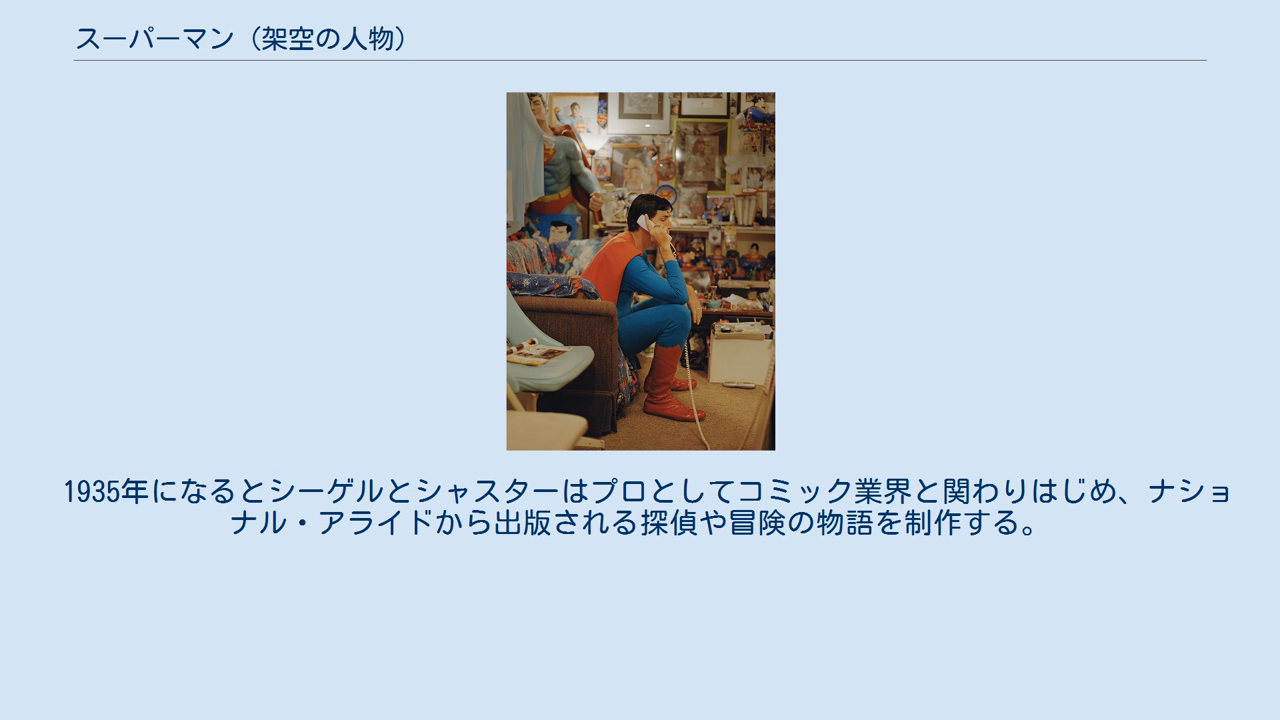 スーパーマン（架空の人物）
1935年になるとシーゲルとシャスターはプロとしてコミック業界と関わりはじめ、ナショ
ナル・アライドから出版される探偵や冒険の物語を制作する。